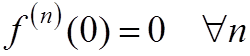 f⁽ⁿ⁾(0) = 0 ∀n